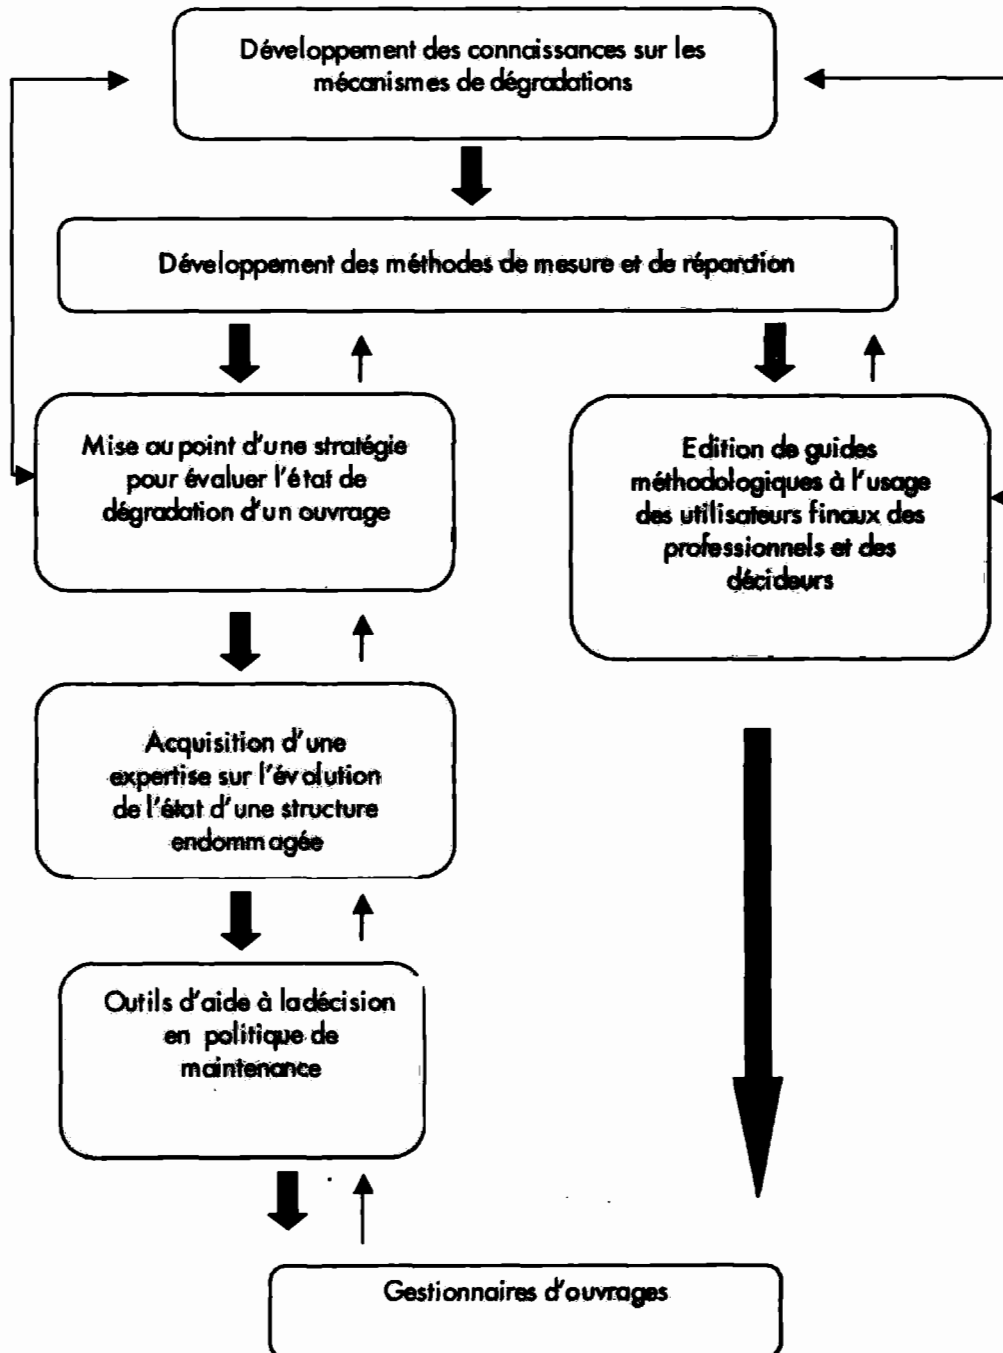 Développement des connaissances sur les
mécanismes de dégradations
Développement des méthodes de mesure et de réparation
Mise au point d'une stratégie
pour évaluer l'état de
dégradation d'un ouvrage
Edition de guides
méthodologiques à l'usage
des utilisateurs finaux des
professionnels et des
décideurs
Acquisition d'une
expertise sur l'évolution
de l'état d'une structure
endommagée
Outils d'aide à la décision
en politique de
maintenance
Gestionnaires d'ouvrages